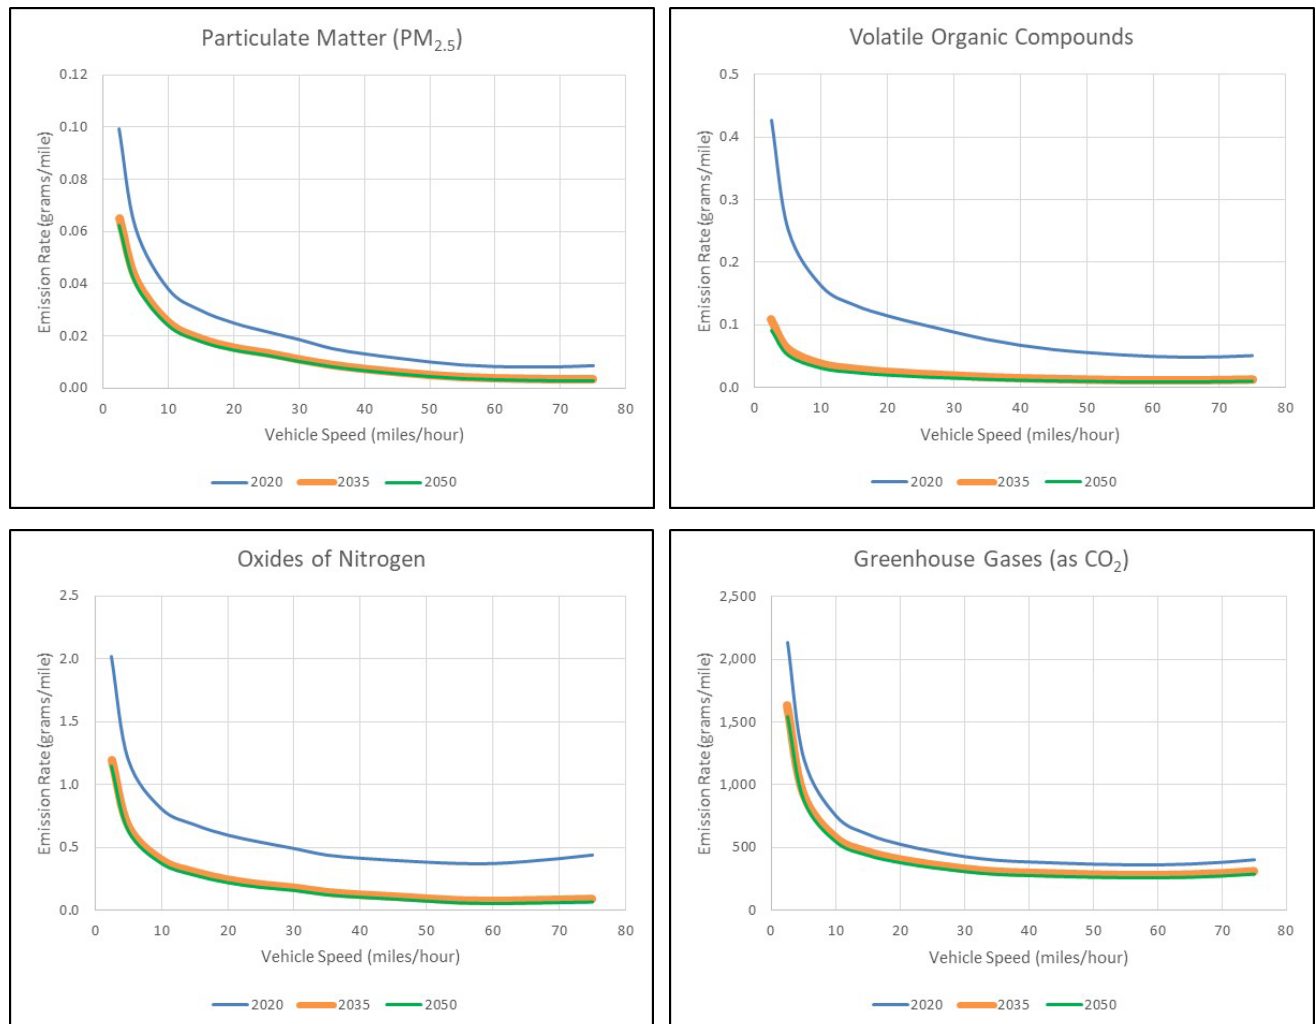 Particulate Matter (PM2.5)
Emission Rate (grams/mile)
0.12
0.10
0.08
0.06
0.04
0.02
0.00
0 10 20 30 40 50 60 70 80
Vehicle Speed (miles/hour)
2020 2035 2050
Volatile Organic Compounds
Emission Rate (grams/mile)
0.5
0.4
0.3
0.2
0.1
0.0
0 10 20 30 40 50 60 70 80
Vehicle Speed (miles/hour)
2020 2035 2050
Oxides of Nitrogen
Emission Rate (grams/mile)
2.5
2.0
1.5
1.0
0.5
0.0
0 10 20 30 40 50 60 70 80
Vehicle Speed (miles/hour)
2020 2035 2050
Greenhouse Gases (as CO2)
Emission Rate (grams/mile)
2,500
2,000
1,500
1,000
500
0
0 10 20 30 40 50 60 70 80
Vehicle Speed (miles/hour)
2020 2035 2050